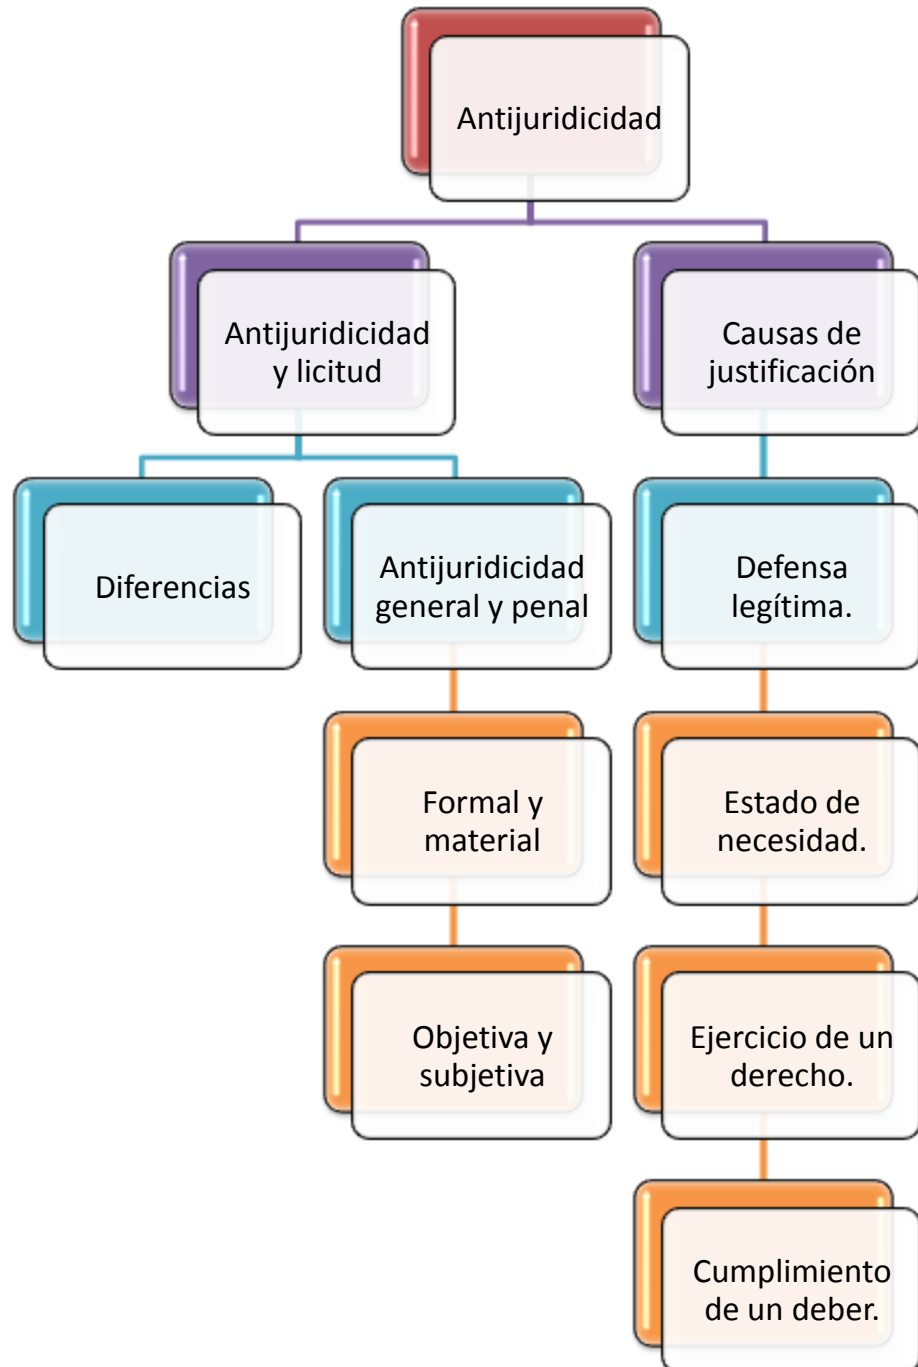 Antijuridicidad
Antijuridicidad
y licitud
Causas de
justificación
Diferencias
Antijuridicidad
general y penal
Defensa
legítima.
Formal y
material
Estado de
necesidad.
Objetiva y
subjetiva
Ejercicio de un
derecho.
Cumplimiento
de un deber.